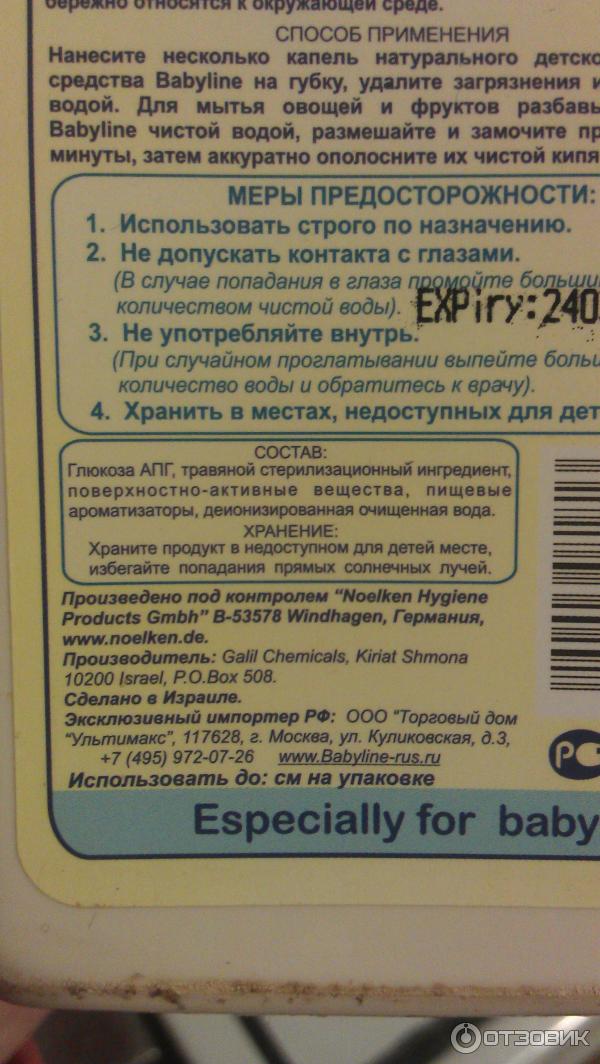 бережно относятся к окружающей среде.
СПОСОБ ПРИМЕНЕНИЯ
Нанесите несколько капель натурального детско
средства Babyline на губку, удалите загрязнения и
водой. Для мытья овощей и фруктов разбавь
Babyline чистой водой, размешайте и замочите пр
минуты, затем аккуратно ополосните их чистой кипя
МЕРЫ ПРЕДОСТОРОЖНОСТИ:
1. Использовать строго по назначению.
2. Не допускать контакта с глазами.
(В случае попадания в глаза промойте больши
количеством чистой воды).
EXPiry:240
3. Не употребляйте внутрь.
(При случайном проглатывании выпейте боль
количество воды и обратитесь к врачу).
4. Хранить в местах, недоступных для дет
СОСТАВ:
Глюкоза АПГ, травяной стерилизационный ингредиент,
поверхностно-активные вещества, пищевые
ароматизаторы, деионизированная очищенная вода.
ХРАНЕНИЕ:
Храните продукт в недоступном для детей месте,
избегайте попадания прямых солнечных лучей.
Произведено под контролем “Noelken Hygiene
Products Gmbh” B-53578 Windhagen, Германия,
www.noelken.de.
Производитель: Galil Chemicals, Kiriat Shmona
10200 Israel, P.O.Box 508.
Сделано в Израиле.
Эксклюзивный импортер РФ: ООО “Торговый дом
“Ультимакс”, 117628, г. Москва, ул. Куликовская, д.3,
+7 (495) 972-07-26 www.Babyline-rus.ru
Использовать до: см на упаковке
Especially for baby
ОТЗОВИК